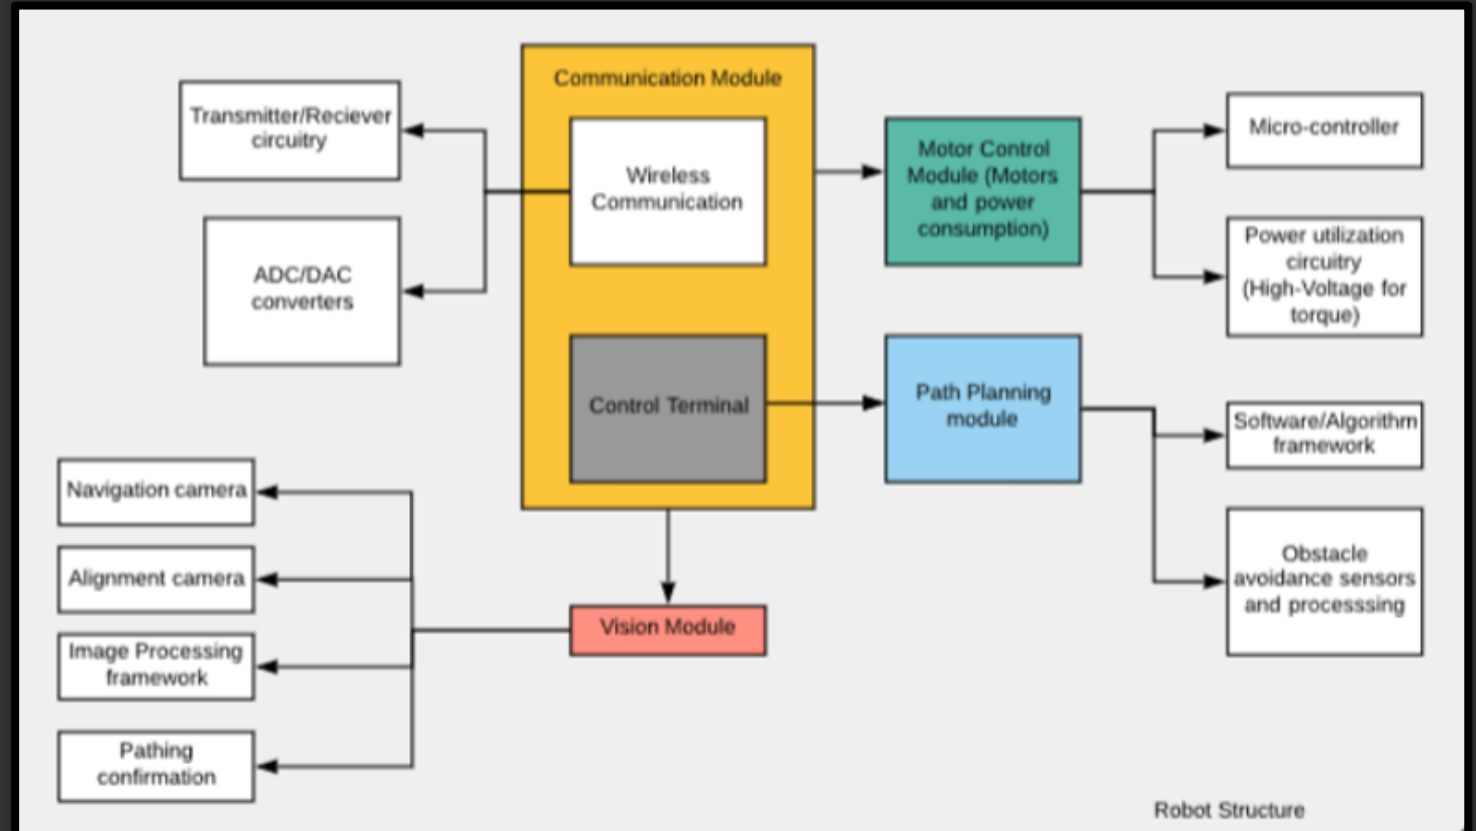 Communication Module
Transmitter/Reciever
circuitry
Wireless
Communication
Motor Control
Module (Motors
and power
consumption)
Micro-controller
ADC/DAC
converters
Power utilization
circuitry
(High-Voltage for
torque)
Control Terminal
Path Planning
module
Software/Algorithm
framework
Navigation camera
Alignment camera
Obstacle
avoidance sensors
and processsing
Image Processing
framework
Vision Module
Pathing
confirmation
Robot Structure